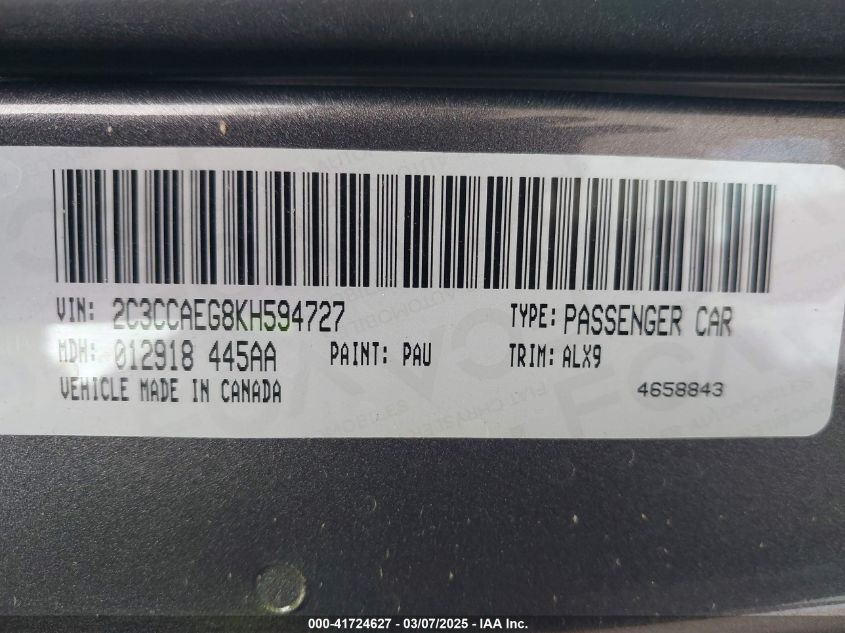 VIN: 2C3CCAEG8KH594727 TYPE: PASSENGER CAR
MDH: 012918 445AA PAINT: PAU TRIM: ALX9
VEHICLE MADE IN CANADA 4658843
000-41724627 - 03/07/2025 - IAA Inc.